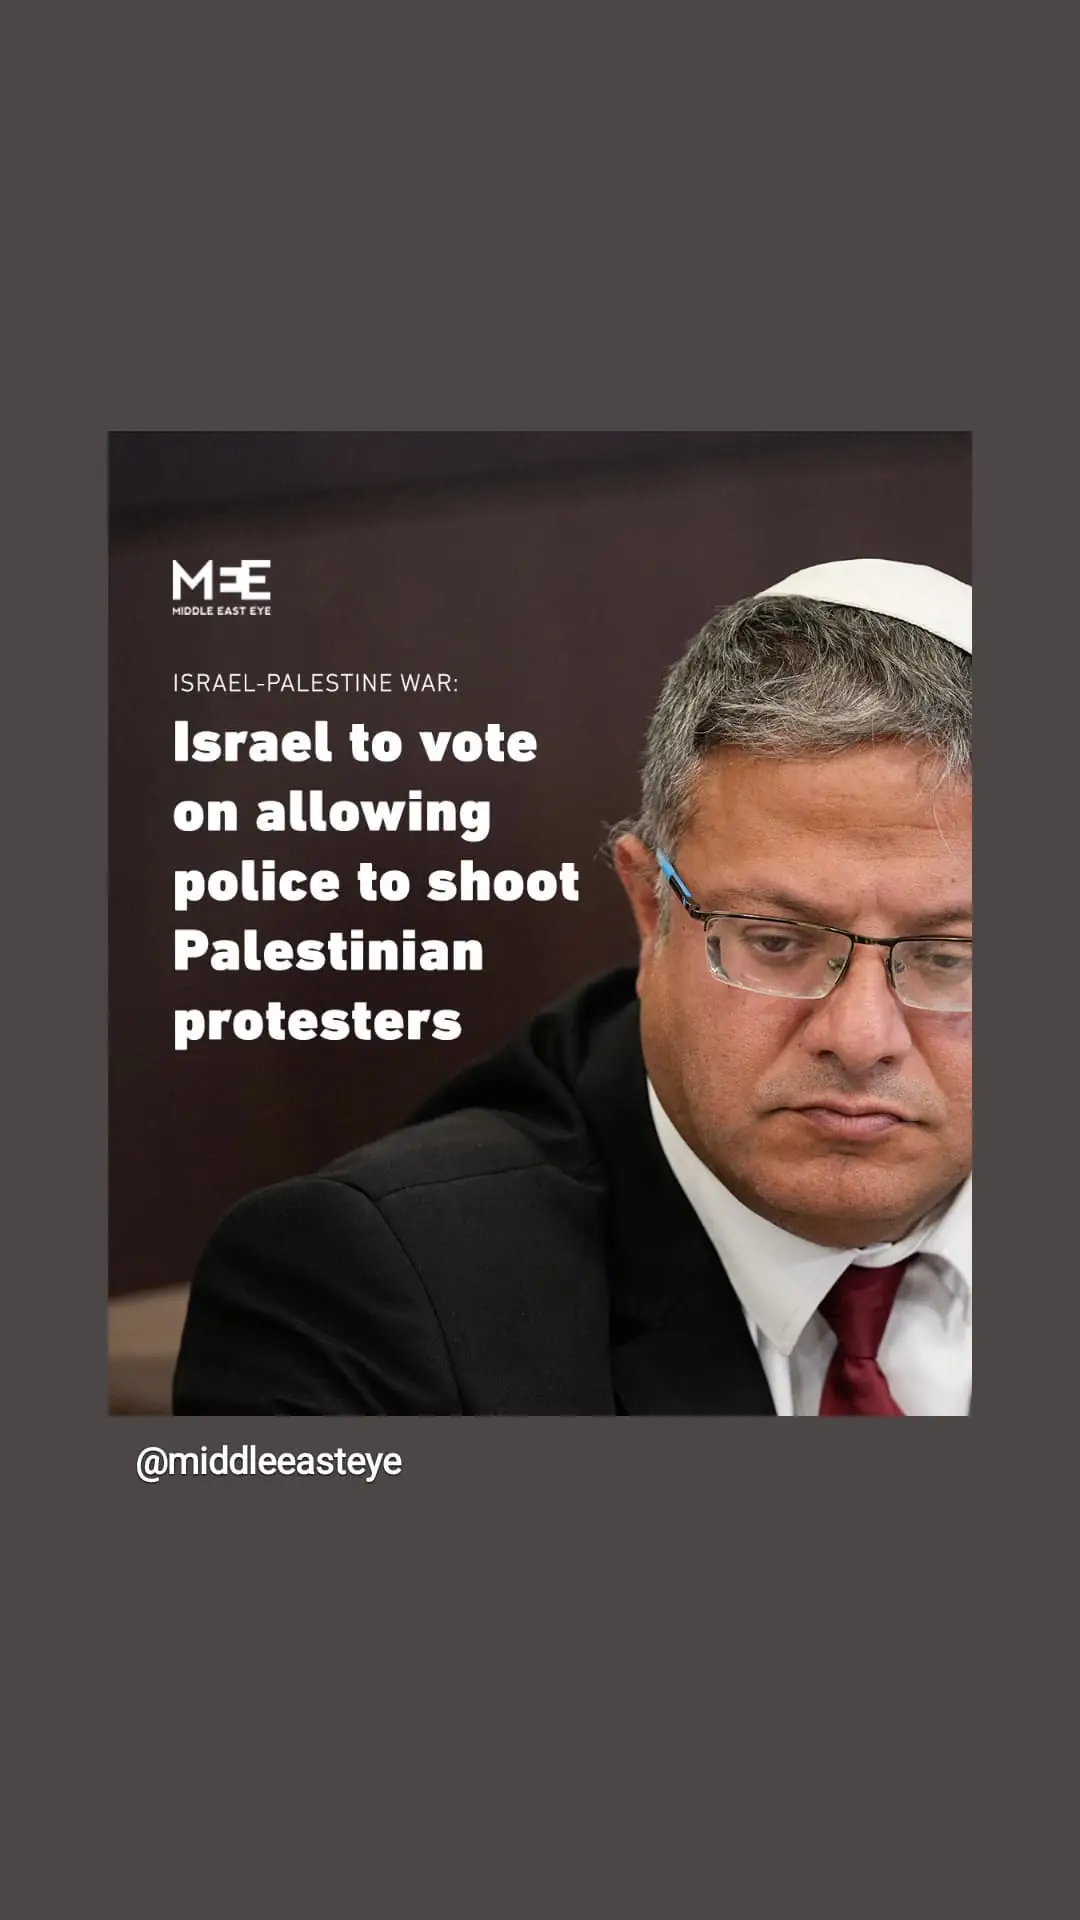 MEE
MIDDLE EAST EYE
ISRAEL-PALESTINE WAR:
Israel to vote
on allowing
police to shoot
Palestinian
protesters
@middleeasteye